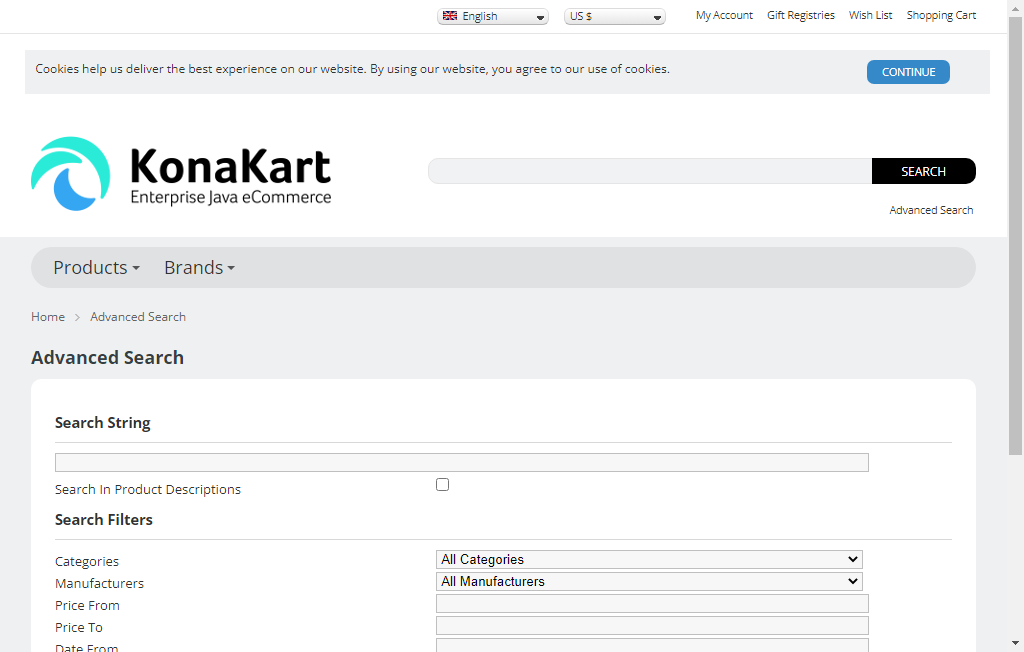 English US $ My Account Gift Registries Wish List Shopping Cart
Cookies help us deliver the best experience on our website. By using our website, you agree to our use of cookies. CONTINUE
KonaKart
Enterprise Java eCommerce
SEARCH
Advanced Search
Products Brands
Home Advanced Search
Advanced Search
Search String
Search In Product Descriptions
Search Filters
Categories All Categories
Manufacturers All Manufacturers
Price From
Price To
Date From